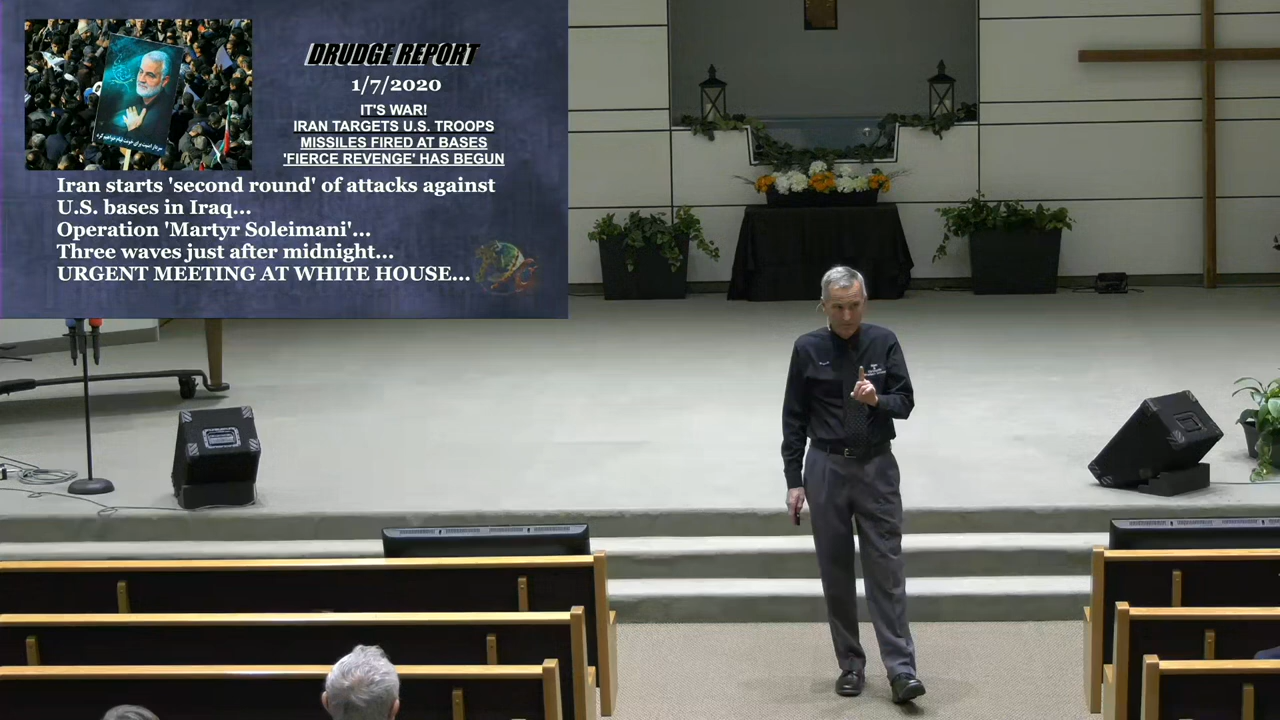 DRUDGE REPORT
1/7/2020
IT'S WAR!
IRAN TARGETS U.S. TROOPS
MISSILES FIRED AT BASES
'FIERCE REVENGE' HAS BEGUN
Iran starts 'second round' of attacks against
U.S. bases in Iraq...
Operation 'Martyr Soleimani'...
Three waves just after midnight...
URGENT MEETING AT WHITE HOUSE...